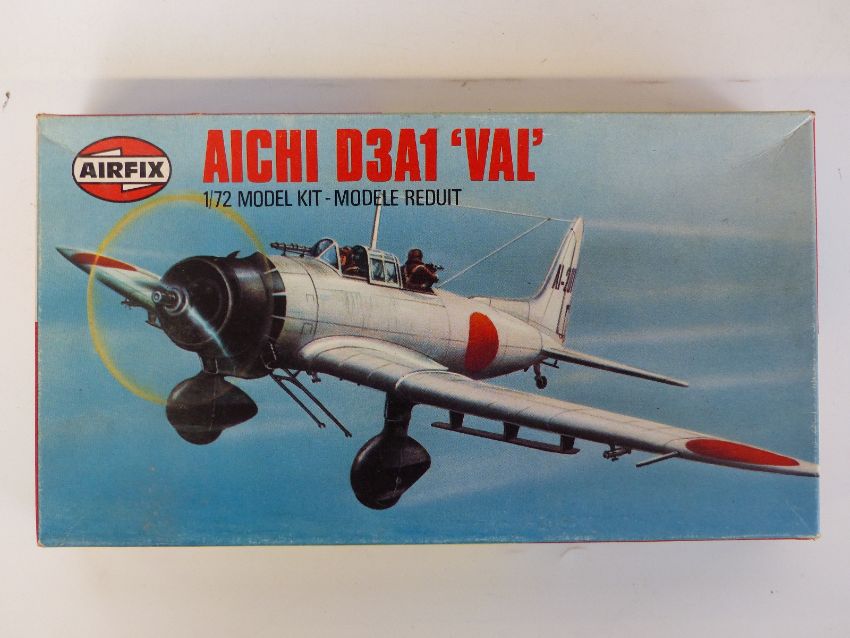 AIRFIX
AICHI D3A1 'VAL'
1/72 MODEL KIT - MODELE REDUIT